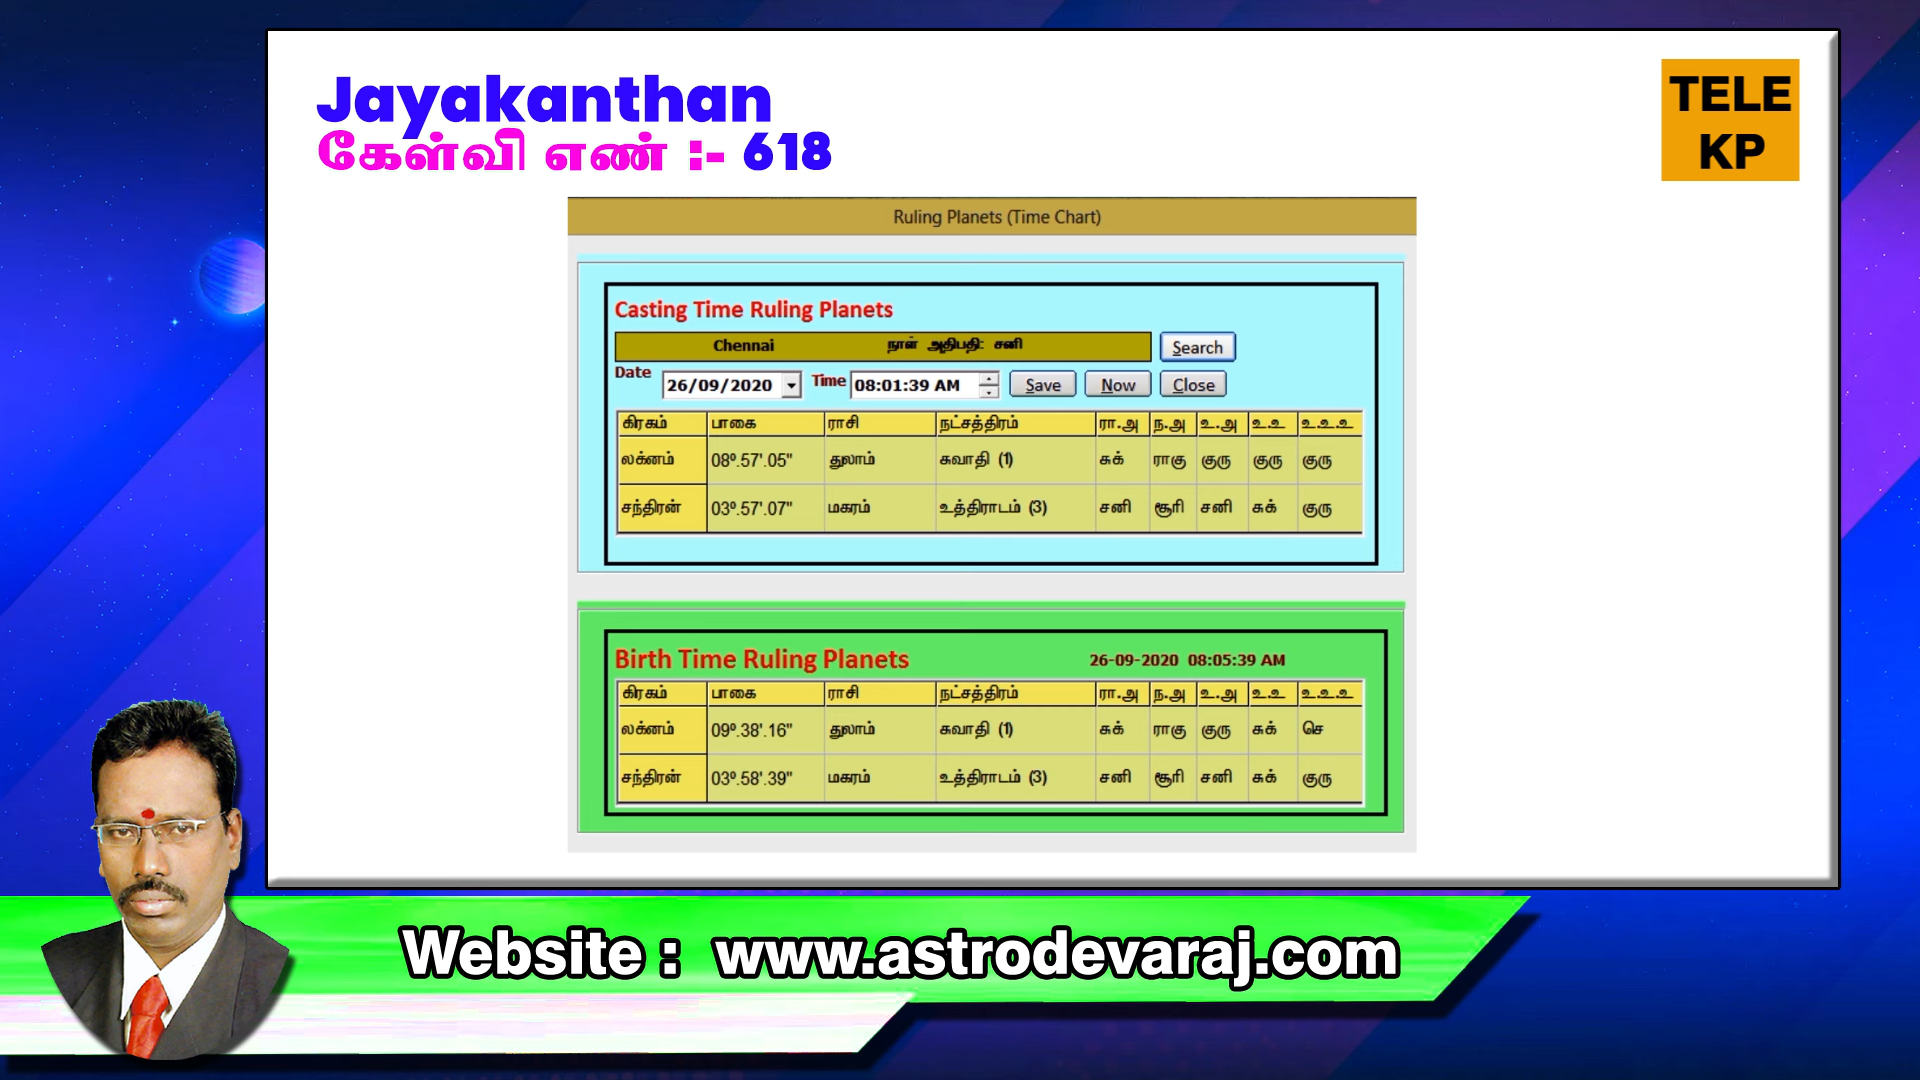 Jayakanthan
கேள்வி எண் :- 618
TELE
KP
Ruling Planets (Time Chart)
Casting Time Ruling Planets
Chennai நாள் அதிபதி: சனி Search
Date 26/09/2020 Time 08:01:39 AM Save Now Close
கிரகம் பாகை ராசி நட்சத்திரம் ரா.அ ந.அ உ.அ உ.உ உ.உ.உ
லக்னம் 08º.57'.05" துலாம் சுவாதி (1) சுக் ராகு குரு குரு குரு
சந்திரன் 03º.57'.07" மகரம் உத்திராடம் (3) சனி சூரி சனி சுக் குரு
Birth Time Ruling Planets 26-09-2020 08:05:39 AM
கிரகம் பாகை ராசி நட்சத்திரம் ரா.அ ந.அ உ.அ உ.உ உ.உ.உ
லக்னம் 09º.38'.16" துலாம் சுவாதி (1) சுக் ராகு குரு சுக் செ
சந்திரன் 03º.58'.39" மகரம் உத்திராடம் (3) சனி சூரி சனி சுக் குரு
Website : www.astrodevaraj.com